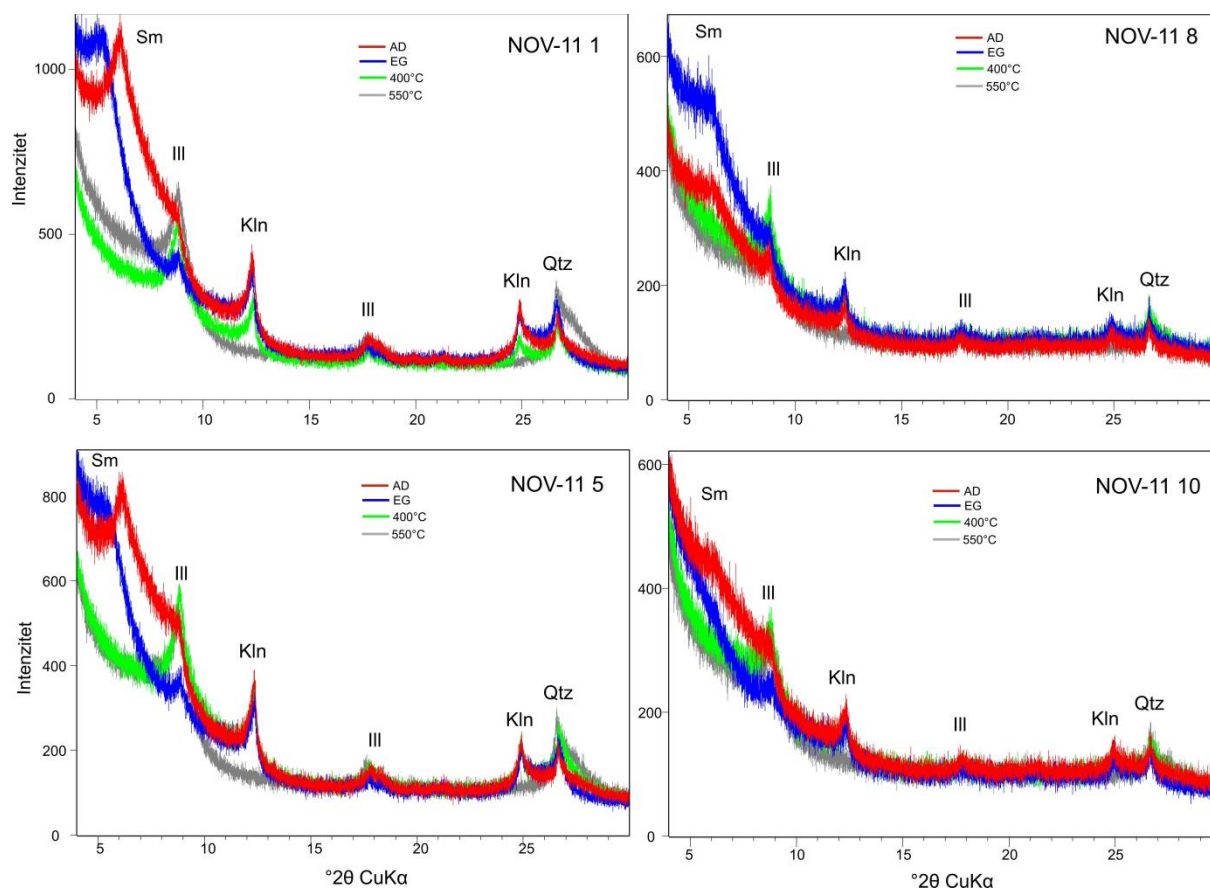 Sm
NOV-11 1
AD
EG
400°C
550°C
Ill
Kln
Ill
Kln
Qtz
Intenzitet
1000
500
0
5
10
15
20
25
Sm
NOV-11 8
AD
EG
400°C
550°C
Ill
Kln
Ill
Kln
Qtz
600
400
200
0
5
10
15
20
25
Sm
NOV-11 5
AD
EG
400°C
550°C
Ill
Kln
Ill
Kln
Qtz
Intenzitet
800
600
400
200
0
5
10
15
20
25
°2θ CuKα
Sm
NOV-11 10
AD
EG
400°C
550°C
Ill
Kln
Ill
Kln
Qtz
600
400
200
0
5
10
15
20
25
°2θ CuKα